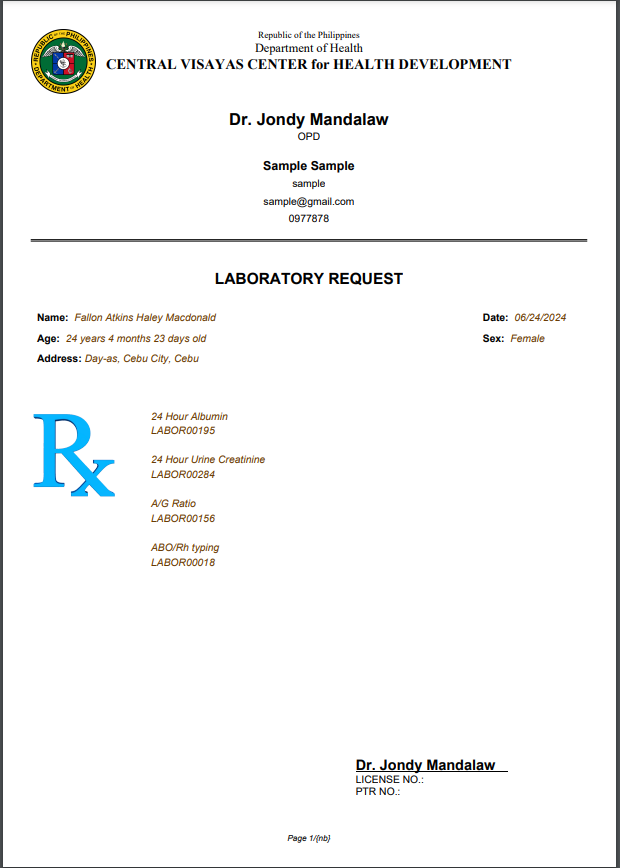 Republic of the Philippines
Department of Health
CENTRAL VISAYAS CENTER for HEALTH DEVELOPMENT
REPUBLIC OF THE PHILIPPINES
DEPARTMENT OF HEALTH
Dr. Jondy Mandalaw
OPD
Sample Sample
sample
sample@gmail.com
0977878
LABORATORY REQUEST
Name: Fallon Atkins Haley Macdonald
Date: 06/24/2024
Age: 24 years 4 months 23 days old
Sex: Female
Address: Day-as, Cebu City, Cebu
Rx
24 Hour Albumin
LABOR00195
24 Hour Urine Creatinine
LABOR00284
A/G Ratio
LABOR00156
ABO/Rh typing
LABOR00018
Dr. Jondy Mandalaw
LICENSE NO.:
PTR NO.:
Page 1/{nb}